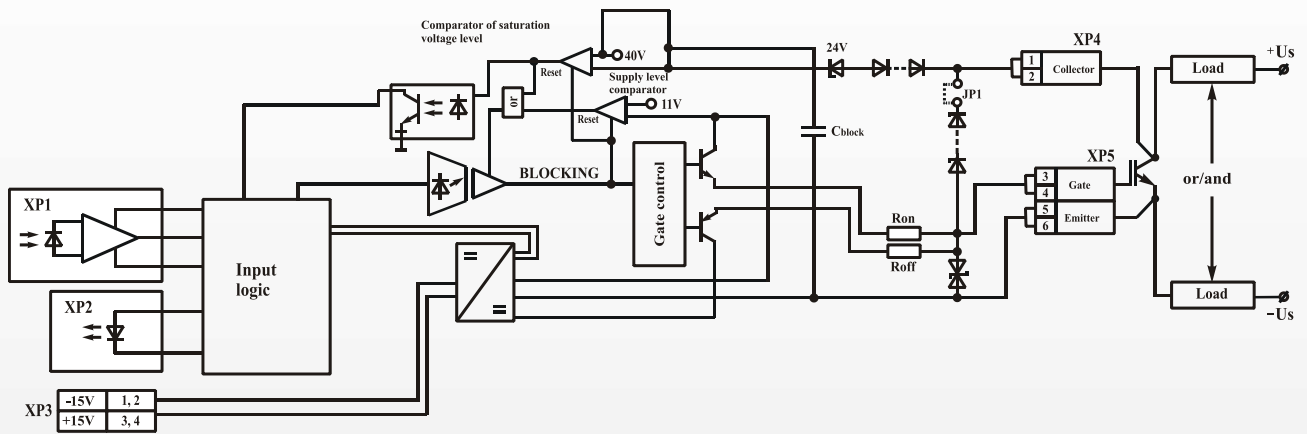 Comparator of saturation
voltage level
40V
Reset
Supply level
comparator
11V
Reset
or
24V
XP4
1
2
Collector
Load
+Us
JP1
Cblock
BLOCKING
Gate control
XP5
3
4
Gate
5
6
Emitter
or/and
Ron
Roff
Load
−Us
XP1
Input
logic
XP2
XP3
-15V
1, 2
+15V
3, 4